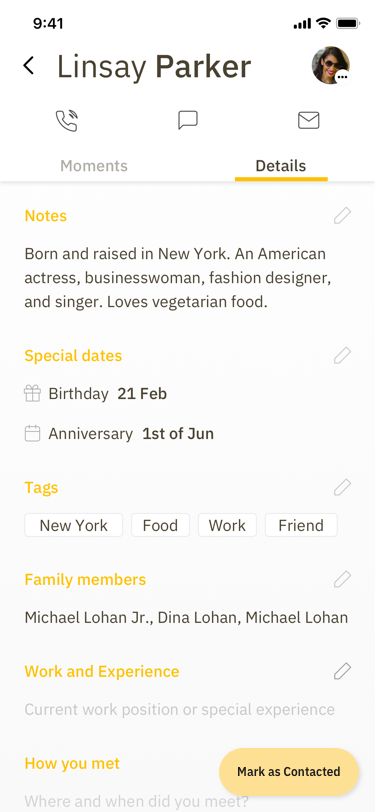 9:41
Linsay Parker
Moments Details
Notes
Born and raised in New York. An American
actress, businesswoman, fashion designer,
and singer. Loves vegetarian food.
Special dates
Birthday 21 Feb
Anniversary 1st of Jun
Tags
New York Food Work Friend
Family members
Michael Lohan Jr., Dina Lohan, Michael Lohan
Work and Experience
Current work position or special experience
How you met
Mark as Contacted
Where and when did you meet?